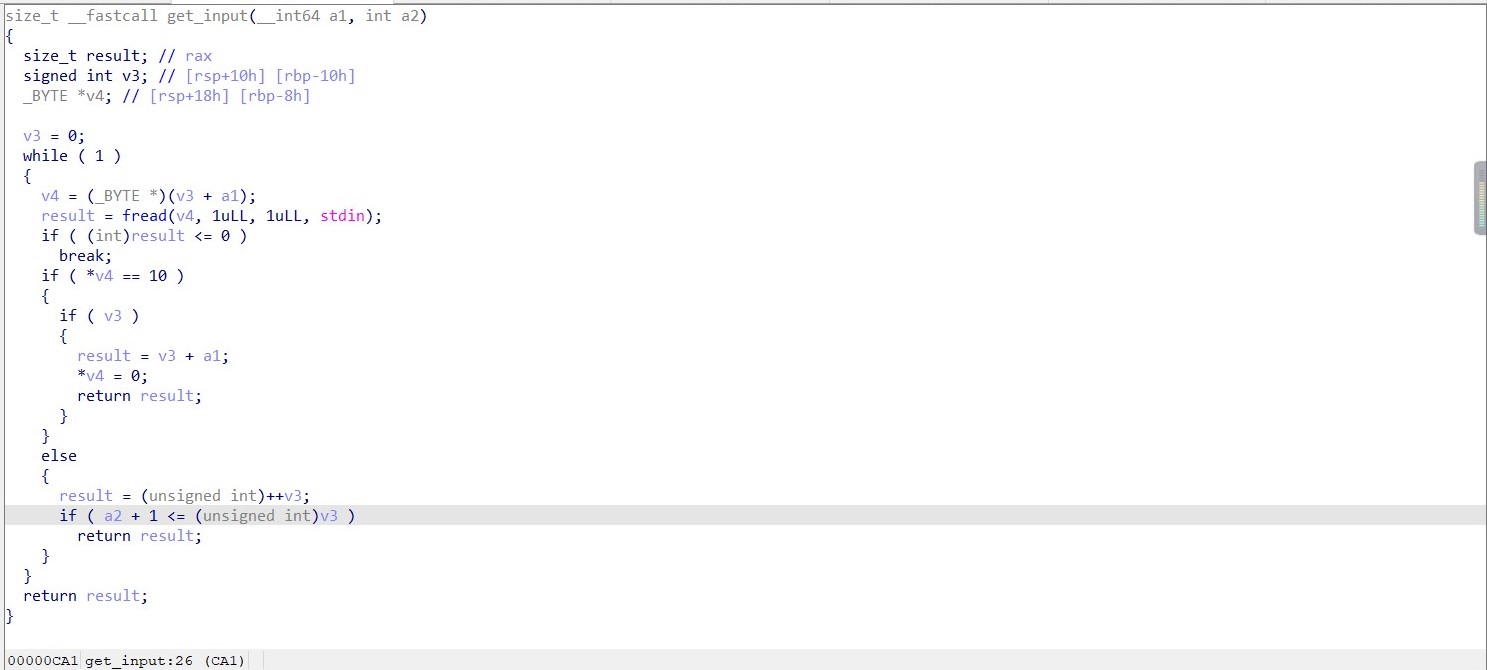 size_t __fastcall get_input(__int64 a1, int a2)
{
  size_t result; // rax
  signed int v3; // [rsp+10h] [rbp-10h]
  _BYTE *v4; // [rsp+18h] [rbp-8h]

  v3 = 0;
  while ( 1 )
  {
    v4 = (_BYTE *)(v3 + a1);
    result = fread(v4, 1uLL, 1uLL, stdin);
    if ( (int)result <= 0 )
      break;
    if ( *v4 == 10 )
    {
      if ( v3 )
      {
        result = v3 + a1;
        *v4 = 0;
        return result;
      }
    }
    else
    {
      result = (unsigned int)++v3;
      if ( a2 + 1 <= (unsigned int)v3 )
        return result;
    }
  }
  return result;
}
00000CA1 get_input:26 (CA1)